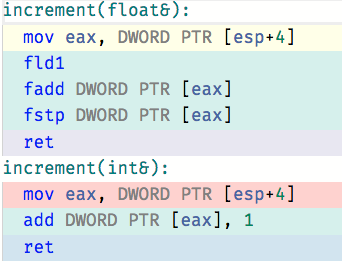 increment(float&):
mov eax, DWORD PTR [esp+4]
fld1
fadd DWORD PTR [eax]
fstp DWORD PTR [eax]
ret
increment(int&):
mov eax, DWORD PTR [esp+4]
add DWORD PTR [eax], 1
ret